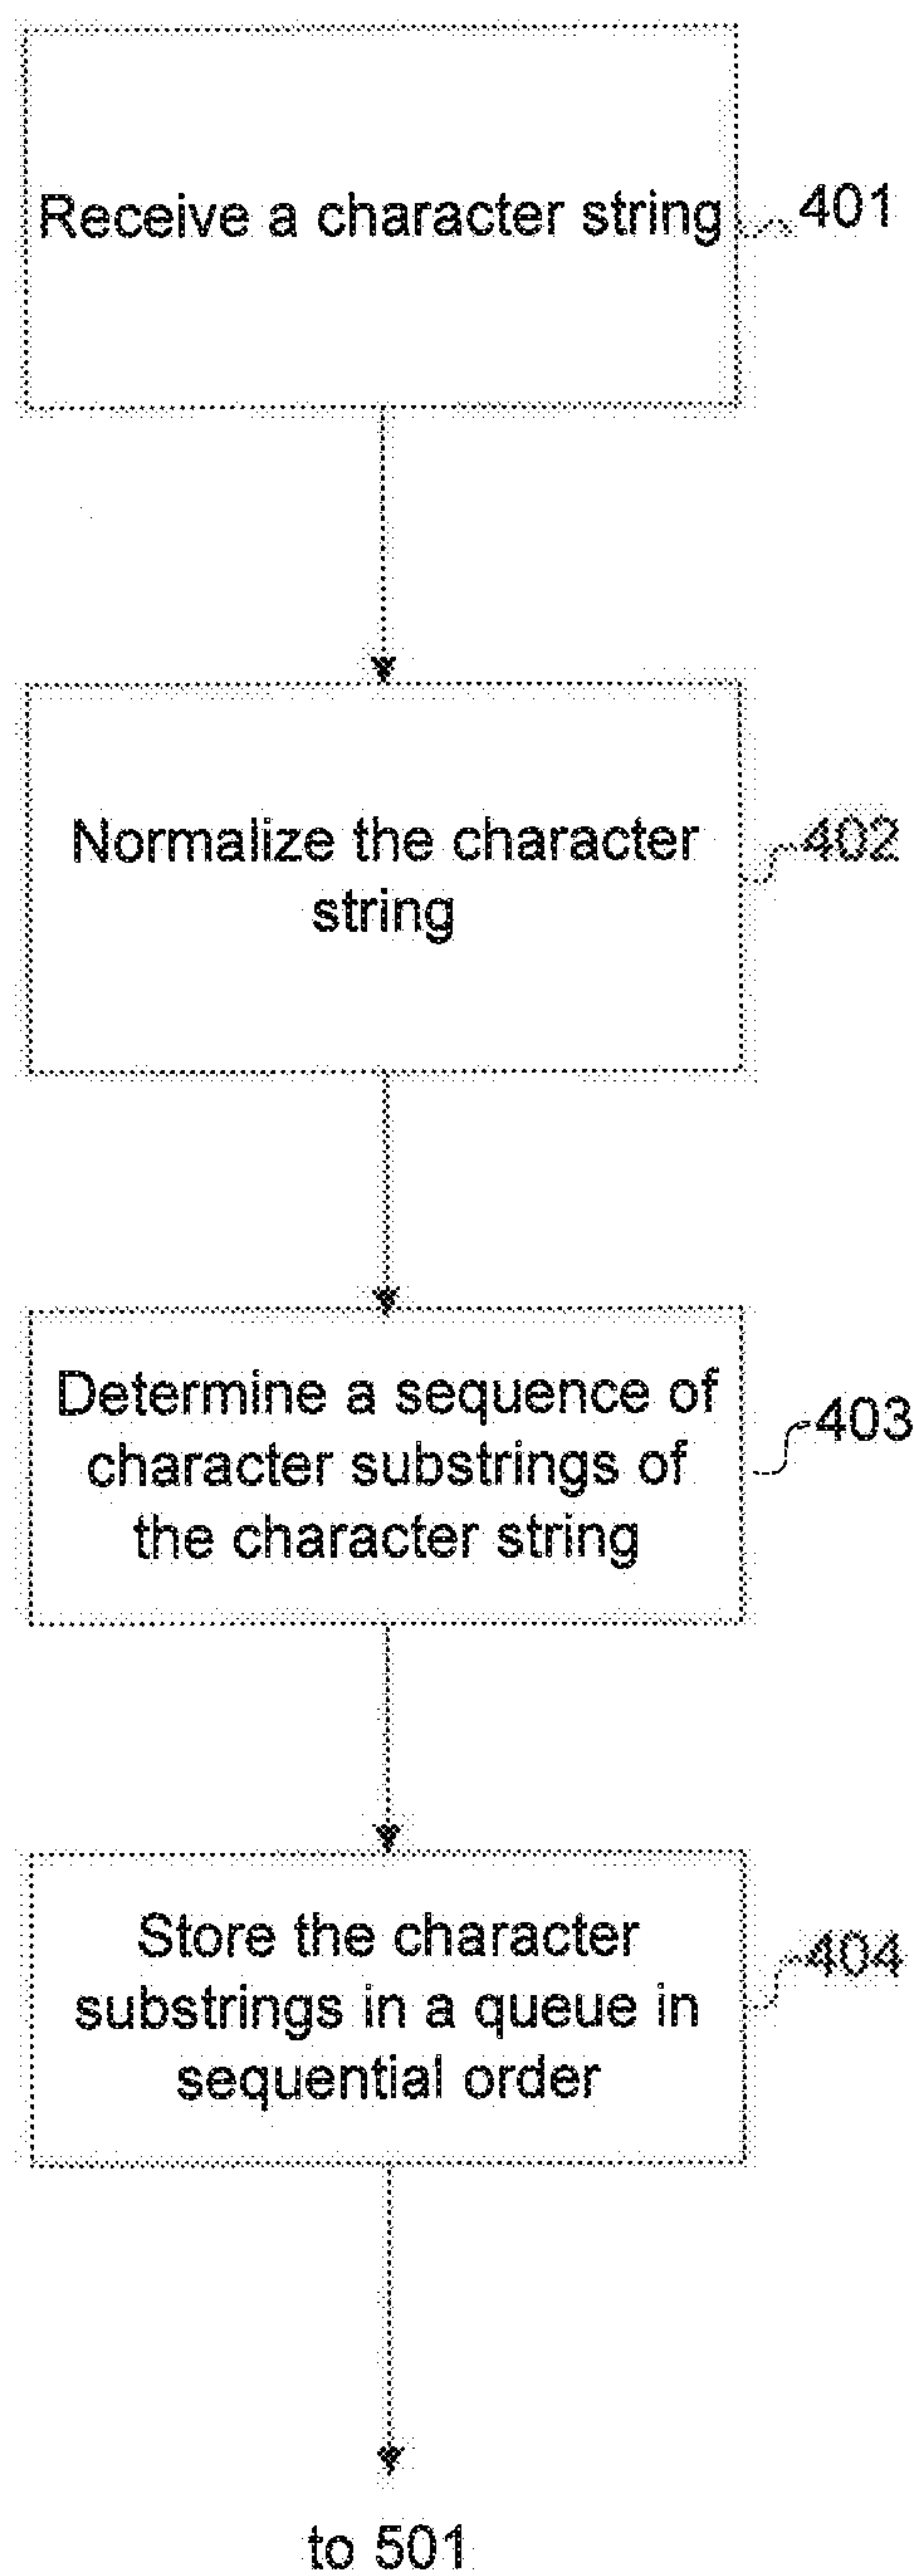 Receive a character string
401
Normalize the character
string
402
Determine a sequence of
character substrings of
the character string
403
Store the character
substrings in a queue in
sequential order
404
to 501